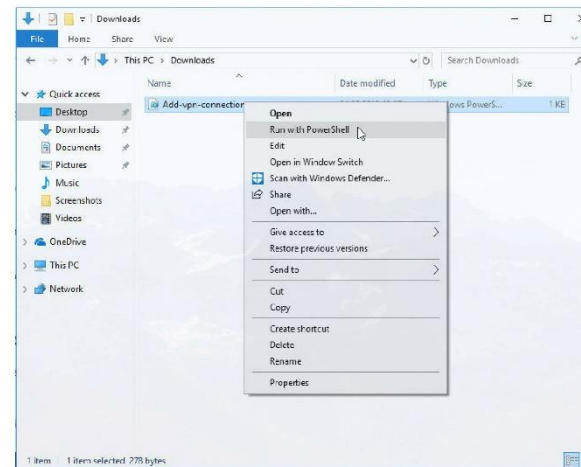 Downloads
File Home Share View
This PC > Downloads
Search Downloads
Name Date modified Type Size
Quick access
Desktop
Downloads
Documents
Pictures
Music
Screenshots
Videos
OneDrive
This PC
Network
Add-vpn-connection 1 KB
Open
Run with PowerShell
Edit
Open in Window Switch
Scan with Windows Defender...
Share
Open with...
Give access to
Restore previous versions
Send to
Cut
Copy
Create shortcut
Delete
Rename
Properties
1 item 1 item selected 278 bytes